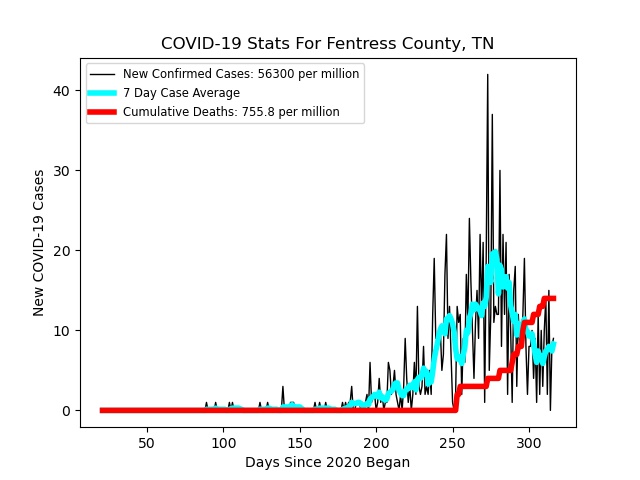 COVID-19 Stats For Fentress County, TN
New Confirmed Cases: 56300 per million
7 Day Case Average
Cumulative Deaths: 755.8 per million
New COVID-19 Cases
40
30
20
10
0
50 100 150 200 250 300
Days Since 2020 Began